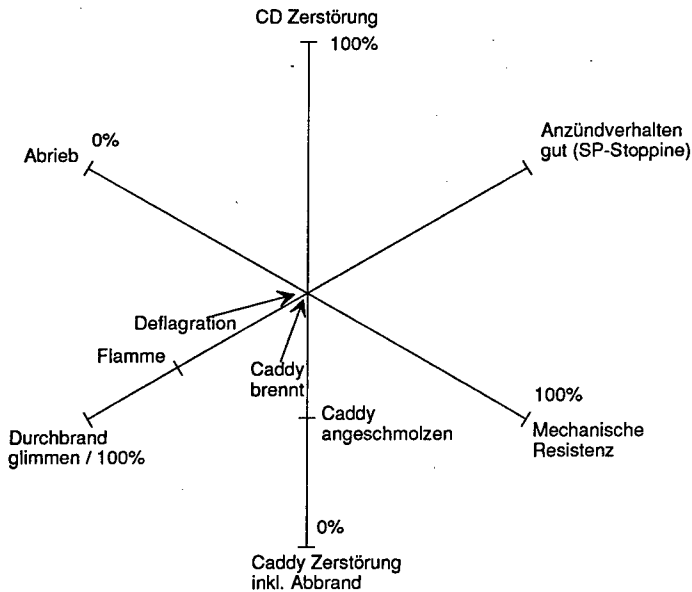 CD Zerstörung
100%
Anzündverhalten
gut (SP-Stoppine)
0%
Abrieb
Deflagration
Flamme
Caddy
brennt
100%
Caddy
angeschmolzen
Mechanische
Resistenz
Durchbrand
glimmen / 100%
0%
Caddy Zerstörung
inkl. Abbrand